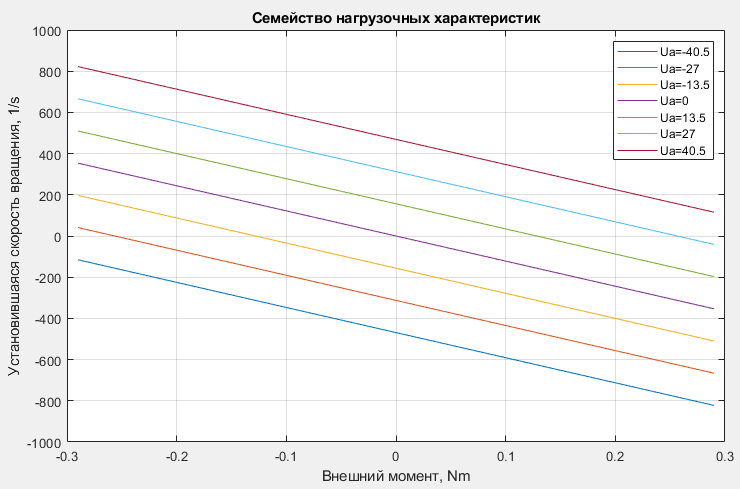 Семейство нагрузочных характеристик
Установившаяся скорость вращения, 1/s
1000
800
600
400
200
0
-200
-400
-600
-800
-1000
Ua=-40.5
Ua=-27
Ua=-13.5
Ua=0
Ua=13.5
Ua=27
Ua=40.5
-0.3
-0.2
-0.1
0
0.1
0.2
0.3
Внешний момент, Nm